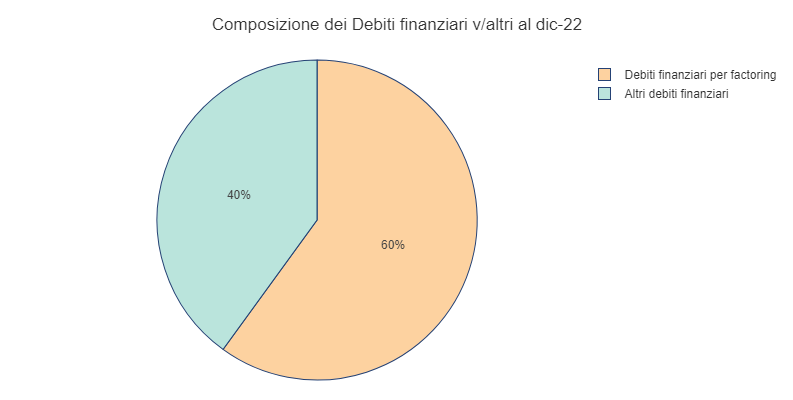 Composizione dei Debiti finanziari v/altri al dic-22
Debiti finanziari per factoring
Altri debiti finanziari
40%
60%